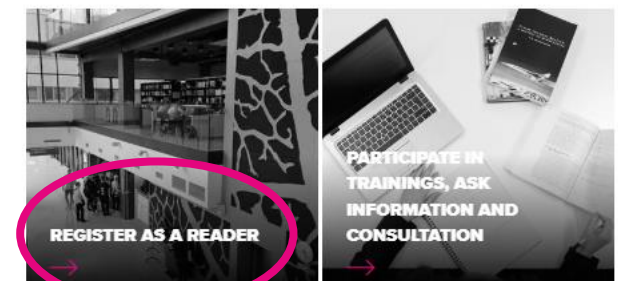 REGISTER AS A READER
PARTICIPATE IN
TRAININGS, ASK
INFORMATION AND
CONSULTATION